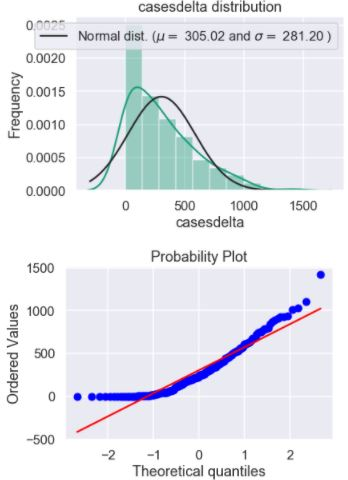 casesdelta distribution
0.0025
Normal dist. (μ = 305.02 and σ = 281.20 )
0.0020
0.0015
0.0010
0.0005
0.0000
Frequency
0 500 1000 1500
casesdelta
Probability Plot
1500
1000
500
0
−500
Ordered Values
−2 −1 0 1 2
Theoretical quantiles